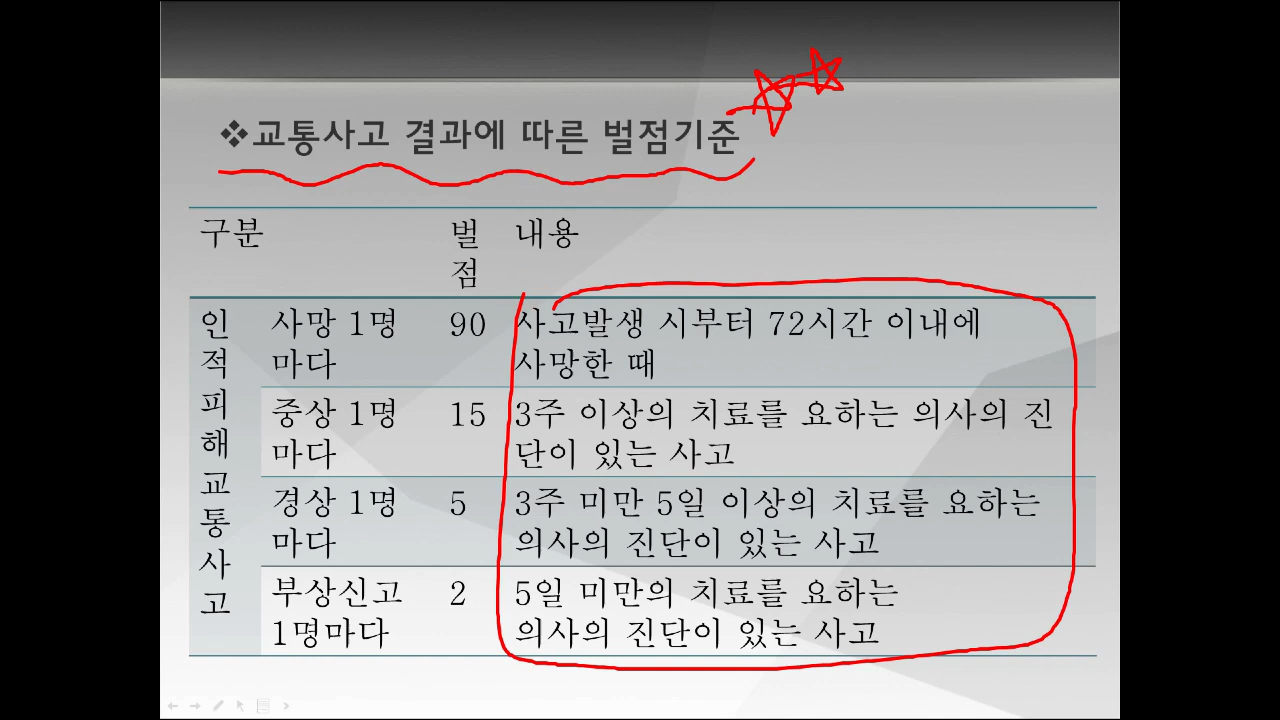 ❖교통사고 결과에 따른 벌점기준
구분 벌점 내용
인적피해교통사고
사망 1명마다 90 사고발생 시부터 72시간 이내에
사망한 때
중상 1명마다 15 3주 이상의 치료를 요하는 의사의 진
단이 있는 사고
경상 1명마다 5 3주 미만 5일 이상의 치료를 요하는
의사의 진단이 있는 사고
부상신고 1명마다 2 5일 미만의 치료를 요하는
의사의 진단이 있는 사고